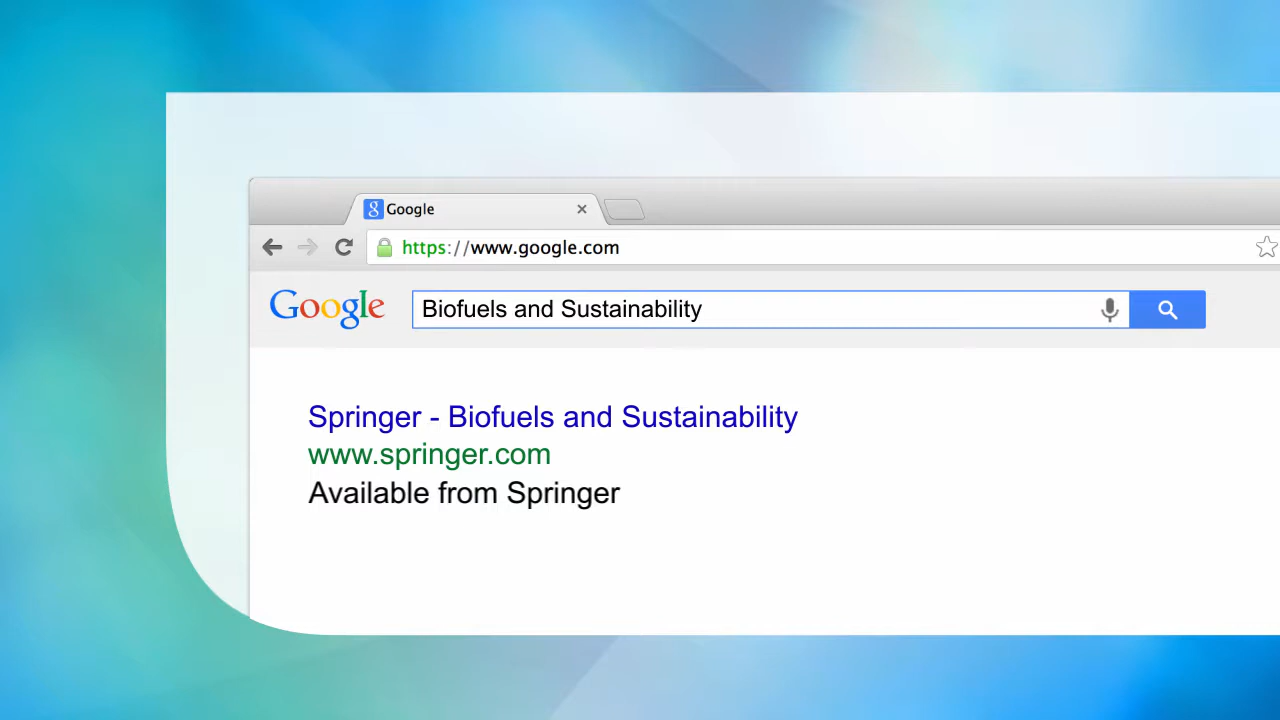 Google
https://www.google.com
Google Biofuels and Sustainability
Springer - Biofuels and Sustainability
www.springer.com
Available from Springer